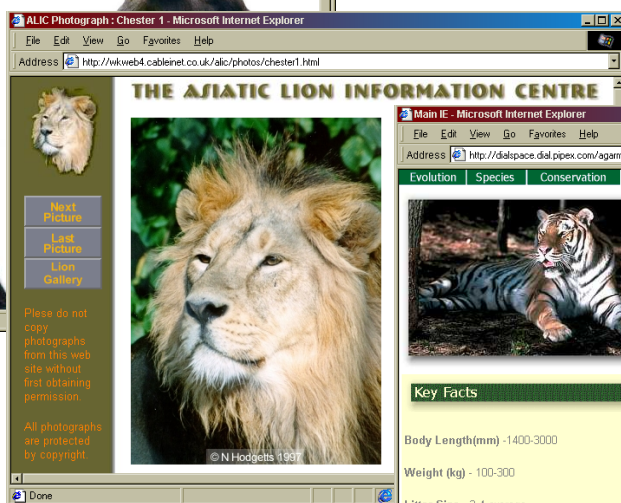 ALIC Photograph : Chester 1 - Microsoft Internet Explorer
File Edit View Go Favorites Help
Address http://wkweb4.cableinet.co.uk/alic/photos/chester1.html
THE ASIATIC LION INFORMATION CENTRE
Next
Picture
Last
Picture
Lion
Gallery
Plese do not
copy
photographs
from this web
site without
first obtaining
permission.
All photographs
are protected
by copyright.
© N Hodgetts 1997
Done
Main IE - Microsoft Internet Explorer
File Edit View Go Favorites Help
Address http://dialspace.dial.pipex.com/agarm
Evolution Species Conservation
Key Facts
Body Length(mm) -1400-3000
Weight (kg) - 100-300